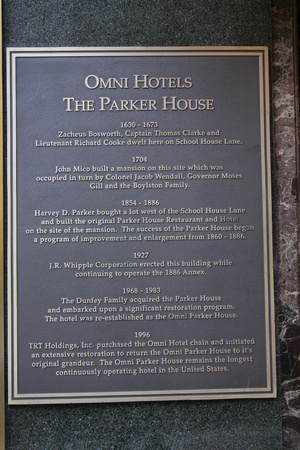 OMNI HOTELS
THE PARKER HOUSE
1630 - 1673
Zacheus Bosworth, Captain Thomas Clarke and
Lieutenant Richard Cooke dwelt here on School House Lane.
1704
John Mico built a mansion on this site which was
occupied in turn by Colonel Jacob Wendall, Governor Moses
Gill and the Boylston Family.
1854 - 1886
Harvey D. Parker bought a lot west of the School House Lane
and built the original Parker House Restaurant and Hotel
on the site of the mansion. The success of the Parker House began
a program of improvement and enlargement from 1860 - 1886.
1927
J.R. Whipple Corporation erected this building while
continuing to operate the 1886 Annex.
1968 - 1983
The Dunfey Family acquired the Parker House
and embarked upon a significant restoration program.
The hotel was re-established as the Omni Parker House.
1996
TRT Holdings, Inc. purchased the Omni Hotel chain and initiated
an extensive restoration to return the Omni Parker House to it's
original grandeur. The Omni Parker House remains the longest
continuously operating hotel in the United States.